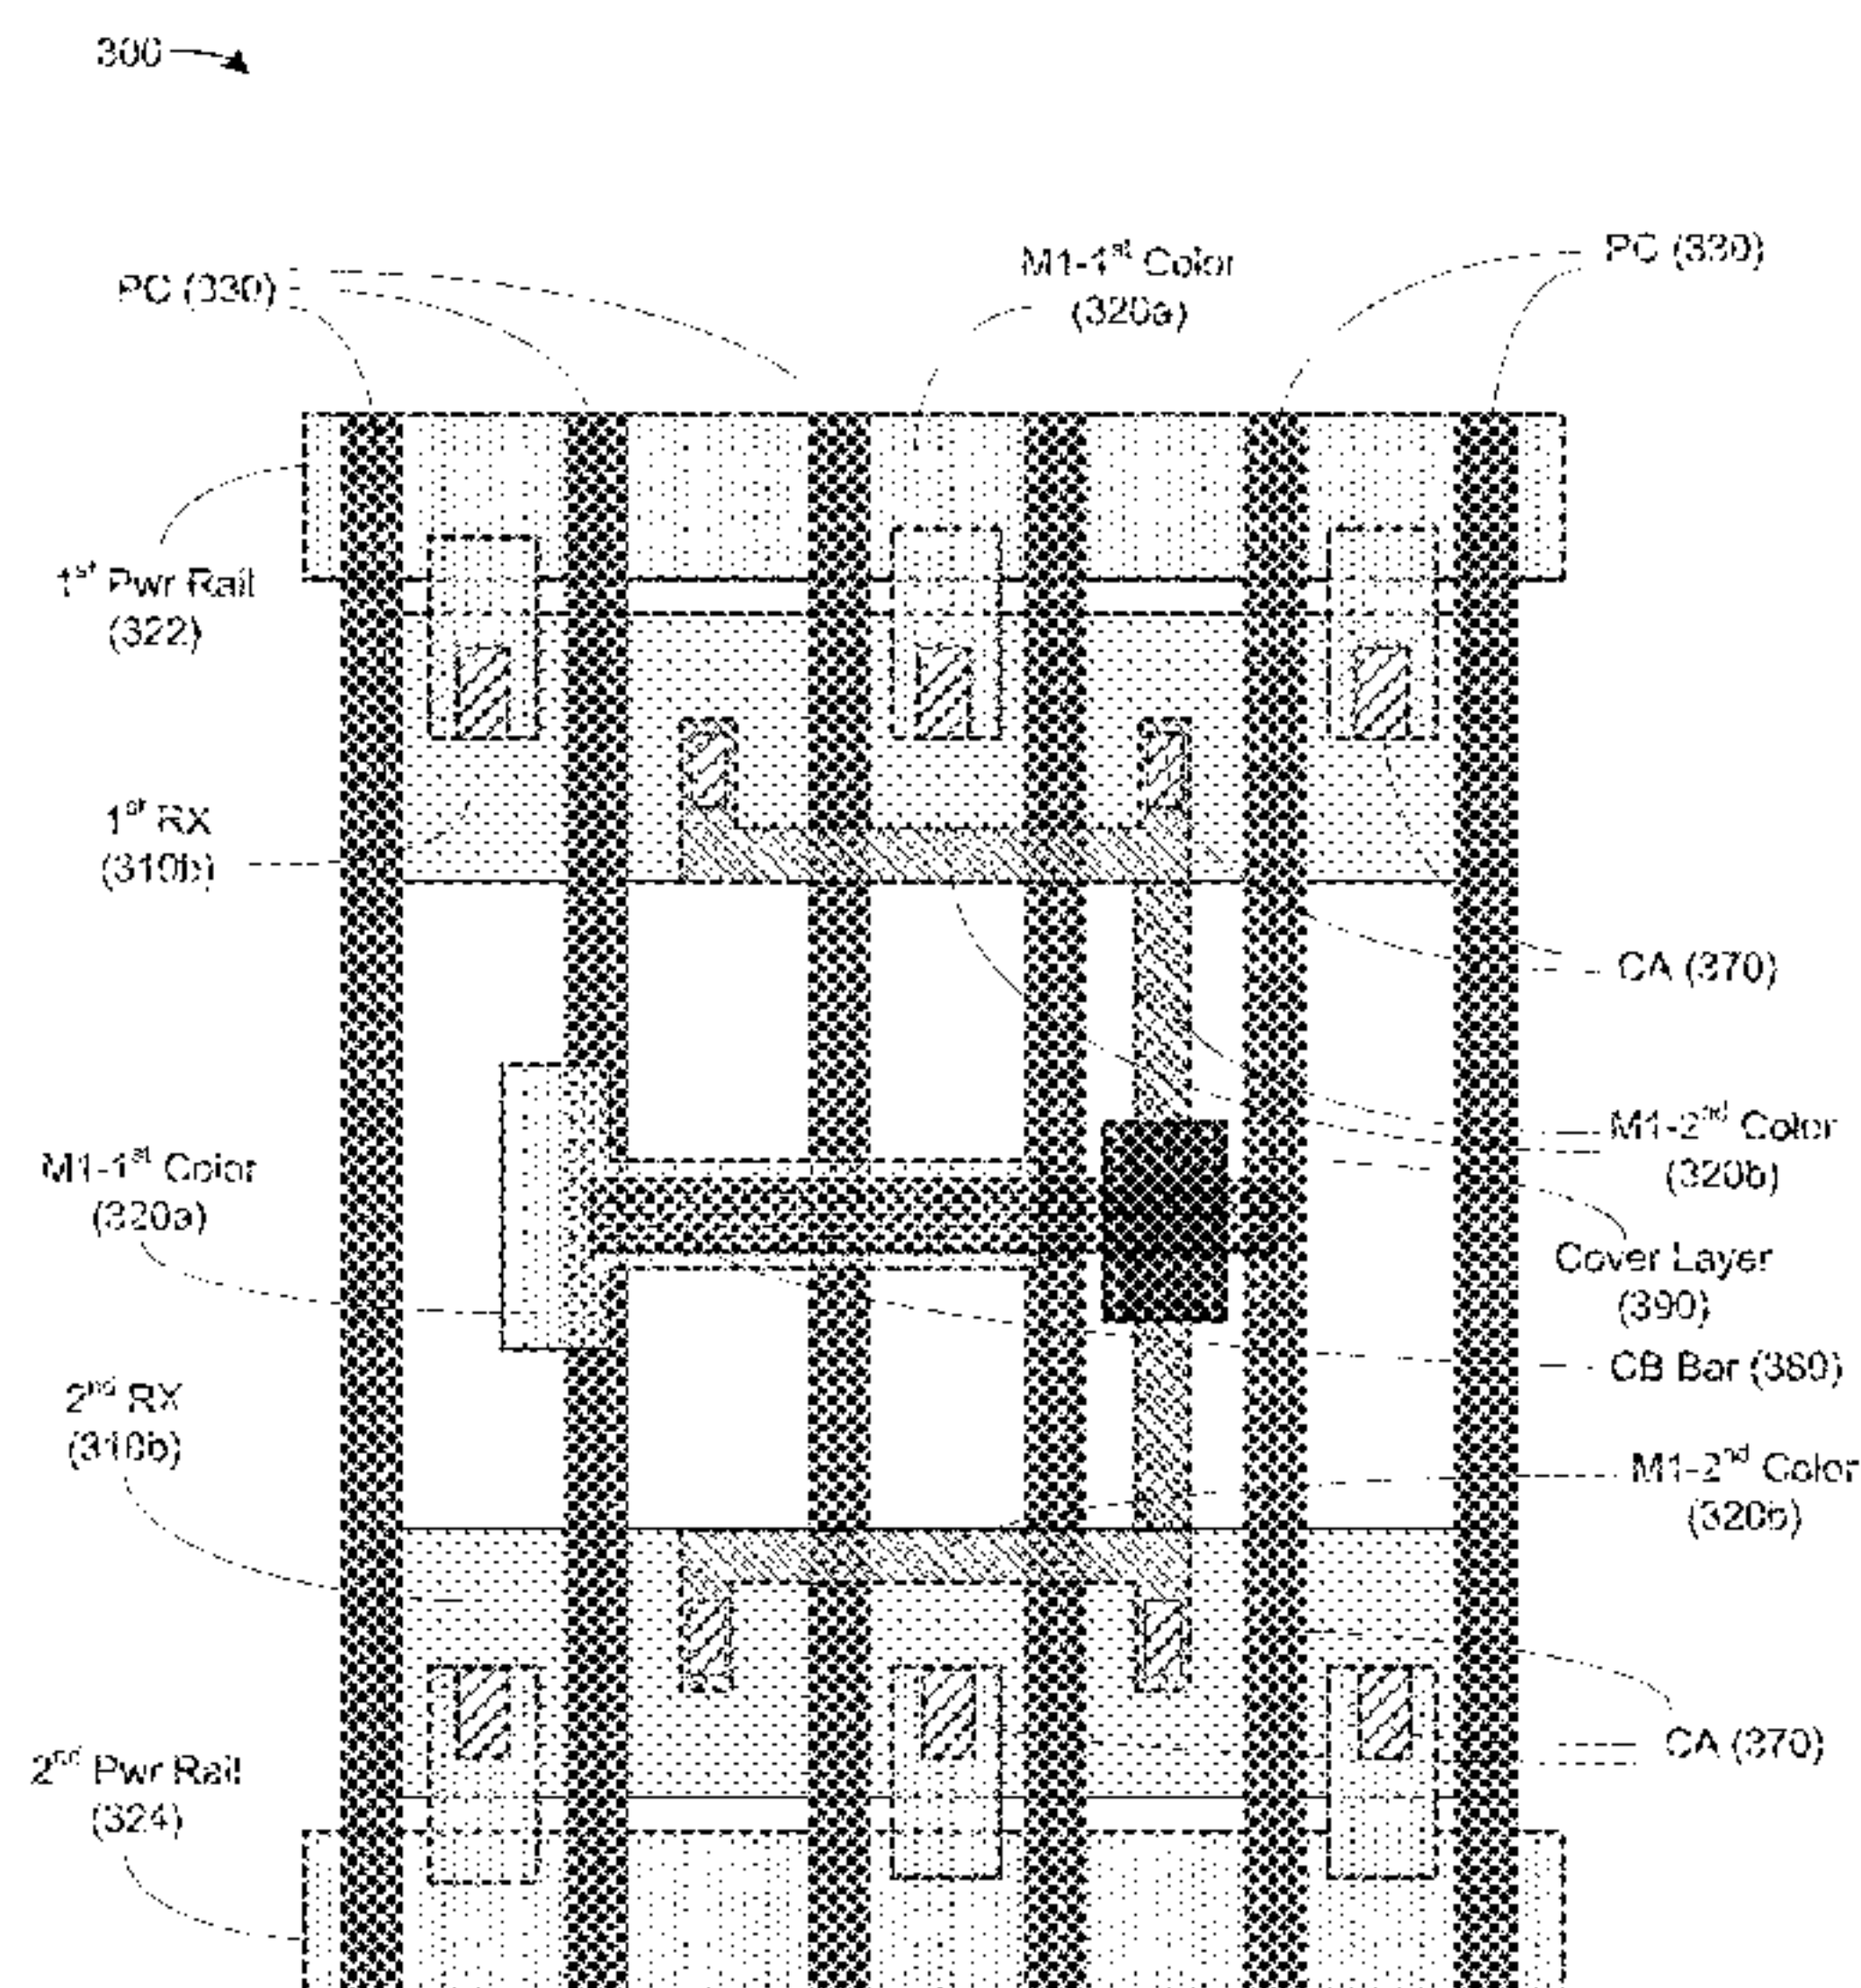 300
M1-1st Color
(320a)
PC (330)
PC (330)
1st Pwr Rail
(322)
1st RX
(310b)
CA (370)
M1-2nd Color
(320b)
M1-1st Color
(320a)
Cover Layer
(390)
CB Bar (380)
2nd RX
(310b)
M1-2nd Color
(320b)
CA (370)
2nd Pwr Rail
(324)